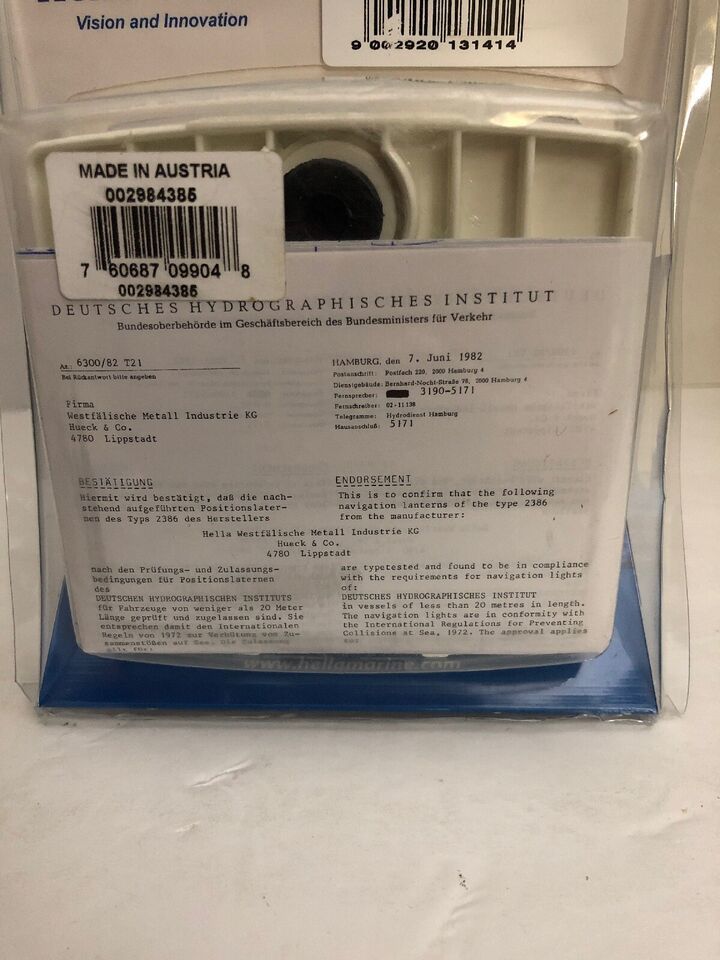 Vision and Innovation
9 002920 131414
MADE IN AUSTRIA
002984385
7 60687 09904 8
002984385
DEUTSCHES HYDROGRAPHISCHES INSTITUT
Bundesoberbehörde im Geschäftsbereich des Bundesministers für Verkehr
Az.: 6300/82 T21
Bei Rückantwort bitte angeben
HAMBURG, den 7. Juni 1982
Postanschrift: Postfach 220, 2000 Hamburg 4
Dienstgebäude: Bernhard-Nocht-Straße 78, 2000 Hamburg 4
Fernsprecher: 3190-5171
Fernschreiber: 02-11138
Telegramme: Hydrodienst Hamburg
Hausanschluß: 5171
Firma
Westfälische Metall Industrie KG
Hueck & Co.
4780 Lippstadt
BESTÄTIGUNG
Hiermit wird bestätigt, daß die nach-
stehend aufgeführten Positionslater-
nen des Typs 2386 des Herstellers
ENDORSEMENT
This is to confirm that the following
navigation lanterns of the type 2386
from the manufacturer:
Hella Westfälische Metall Industrie KG
Hueck & Co.
4780 Lippstadt
nach den Prüfungs- und Zulassungs-
bedingungen für Positionslaternen
des
DEUTSCHEN HYDROGRAPHISCHEN INSTITUTS
für Fahrzeuge von weniger als 20 Meter
Länge geprüft und zugelassen sind. Sie
entsprechen damit den Internationalen
Regeln von 1972 zur Verhütung von Zu-
sammenstößen auf See. Die Zulassung
gilt für:
are typetested and found to be in compliance
with the requirements for navigation lights
of:
DEUTSCHES HYDROGRAPHISCHES INSTITUT
in vessels of less than 20 metres in length.
The navigation lights are in conformity with
the International Regulations for Preventing
Collisions at Sea, 1972. The approval applies
to:
www.hellamarine.com